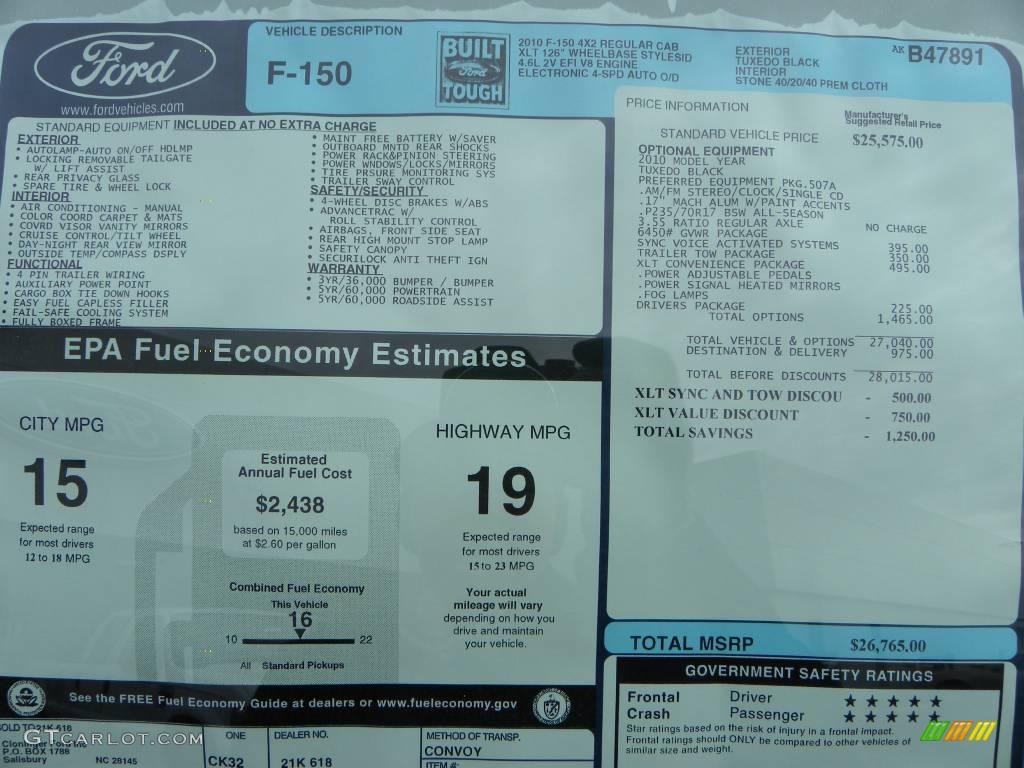 Ford
www.fordvehicles.com
VEHICLE DESCRIPTION
F-150
BUILT
Ford
TOUGH
2010 F-150 4X2 REGULAR CAB
XLT 126" WHEELBASE STYLESID
4.6L 2V EFI V8 ENGINE
ELECTRONIC 4-SPD AUTO O/D
EXTERIOR
TUXEDO BLACK
INTERIOR
STONE 40/20/40 PREM CLOTH
AK B47891
STANDARD EQUIPMENT INCLUDED AT NO EXTRA CHARGE
EXTERIOR
• AUTOLAMP-AUTO ON/OFF HDLMP
• LOCKING REMOVABLE TAILGATE
W/ LIFT ASSIST
• REAR PRIVACY GLASS
• SPARE TIRE & WHEEL LOCK
INTERIOR
• AIR CONDITIONING - MANUAL
• COLOR COORD CARPET & MATS
• COVRD VISOR VANITY MIRRORS
• CRUISE CONTROL/TILT WHEEL
• DAY-NIGHT REAR VIEW MIRROR
• OUTSIDE TEMP/COMPASS DSPLY
FUNCTIONAL
• 4 PIN TRAILER WIRING
• AUXILIARY POWER POINT
• CARGO BOX TIE DOWN HOOKS
• EASY FUEL CAPLESS FILLER
• FAIL-SAFE COOLING SYSTEM
• FULLY BOXED FRAME
• MAINT FREE BATTERY W/SAVER
• OUTBOARD MNTD REAR SHOCKS
• POWER RACK&PINION STEERING
• POWER WNDOWS/LOCKS/MIRRORS
• TIRE PRSURE MONITORING SYS
• TRAILER SWAY CONTROL
SAFETY/SECURITY
• 4-WHEEL DISC BRAKES W/ABS
• ADVANCETRAC W/
ROLL STABILITY CONTROL
• AIRBAGS, FRONT SIDE SEAT
• REAR HIGH MOUNT STOP LAMP
• SAFETY CANOPY
• SECURILOCK ANTI THEFT IGN
WARRANTY
• 3YR/36,000 BUMPER / BUMPER
• 5YR/60,000 POWERTRAIN
• 5YR/60,000 ROADSIDE ASSIST
PRICE INFORMATION
Manufacturer's
Suggested Retail Price
STANDARD VEHICLE PRICE $25,575.00
OPTIONAL EQUIPMENT
2010 MODEL YEAR
TUXEDO BLACK
PREFERRED EQUIPMENT PKG.507A
.AM/FM STEREO/CLOCK/SINGLE CD
.17" MACH ALUM W/PAINT ACCENTS
.P235/70R17 BSW ALL-SEASON
3.55 RATIO REGULAR AXLE NO CHARGE
6450# GVWR PACKAGE
SYNC VOICE ACTIVATED SYSTEMS 395.00
TRAILER TOW PACKAGE 350.00
XLT CONVENIENCE PACKAGE 495.00
.POWER ADJUSTABLE PEDALS
.POWER SIGNAL HEATED MIRRORS
.FOG LAMPS
DRIVERS PACKAGE 225.00
TOTAL OPTIONS 1,465.00
TOTAL VEHICLE & OPTIONS 27,040.00
DESTINATION & DELIVERY 975.00
TOTAL BEFORE DISCOUNTS 28,015.00
XLT SYNC AND TOW DISCOU - 500.00
XLT VALUE DISCOUNT - 750.00
TOTAL SAVINGS - 1,250.00
EPA Fuel Economy Estimates
CITY MPG
15
Expected range
for most drivers
12 to 18 MPG
Estimated
Annual Fuel Cost
$2,438
based on 15,000 miles
at $2.60 per gallon
Combined Fuel Economy
This Vehicle
16
10 22
All Standard Pickups
HIGHWAY MPG
19
Expected range
for most drivers
15 to 23 MPG
Your actual
mileage will vary
depending on how you
drive and maintain
your vehicle.
See the FREE Fuel Economy Guide at dealers or www.fueleconomy.gov
TOTAL MSRP $26,765.00
GOVERNMENT SAFETY RATINGS
Frontal Driver ★★★★★
Crash Passenger ★★★★★
Star ratings based on the risk of injury in a frontal impact.
Frontal ratings should ONLY be compared to other vehicles of
similar size and weight.
SOLD TO 21K 618
Cloninger Ford Inc
P.O. BOX 1788
Salisbury NC 28145
ONE
CK32
DEALER NO.
21K 618
METHOD OF TRANSP.
CONVOY
ITEM #:
GTCarLot.com